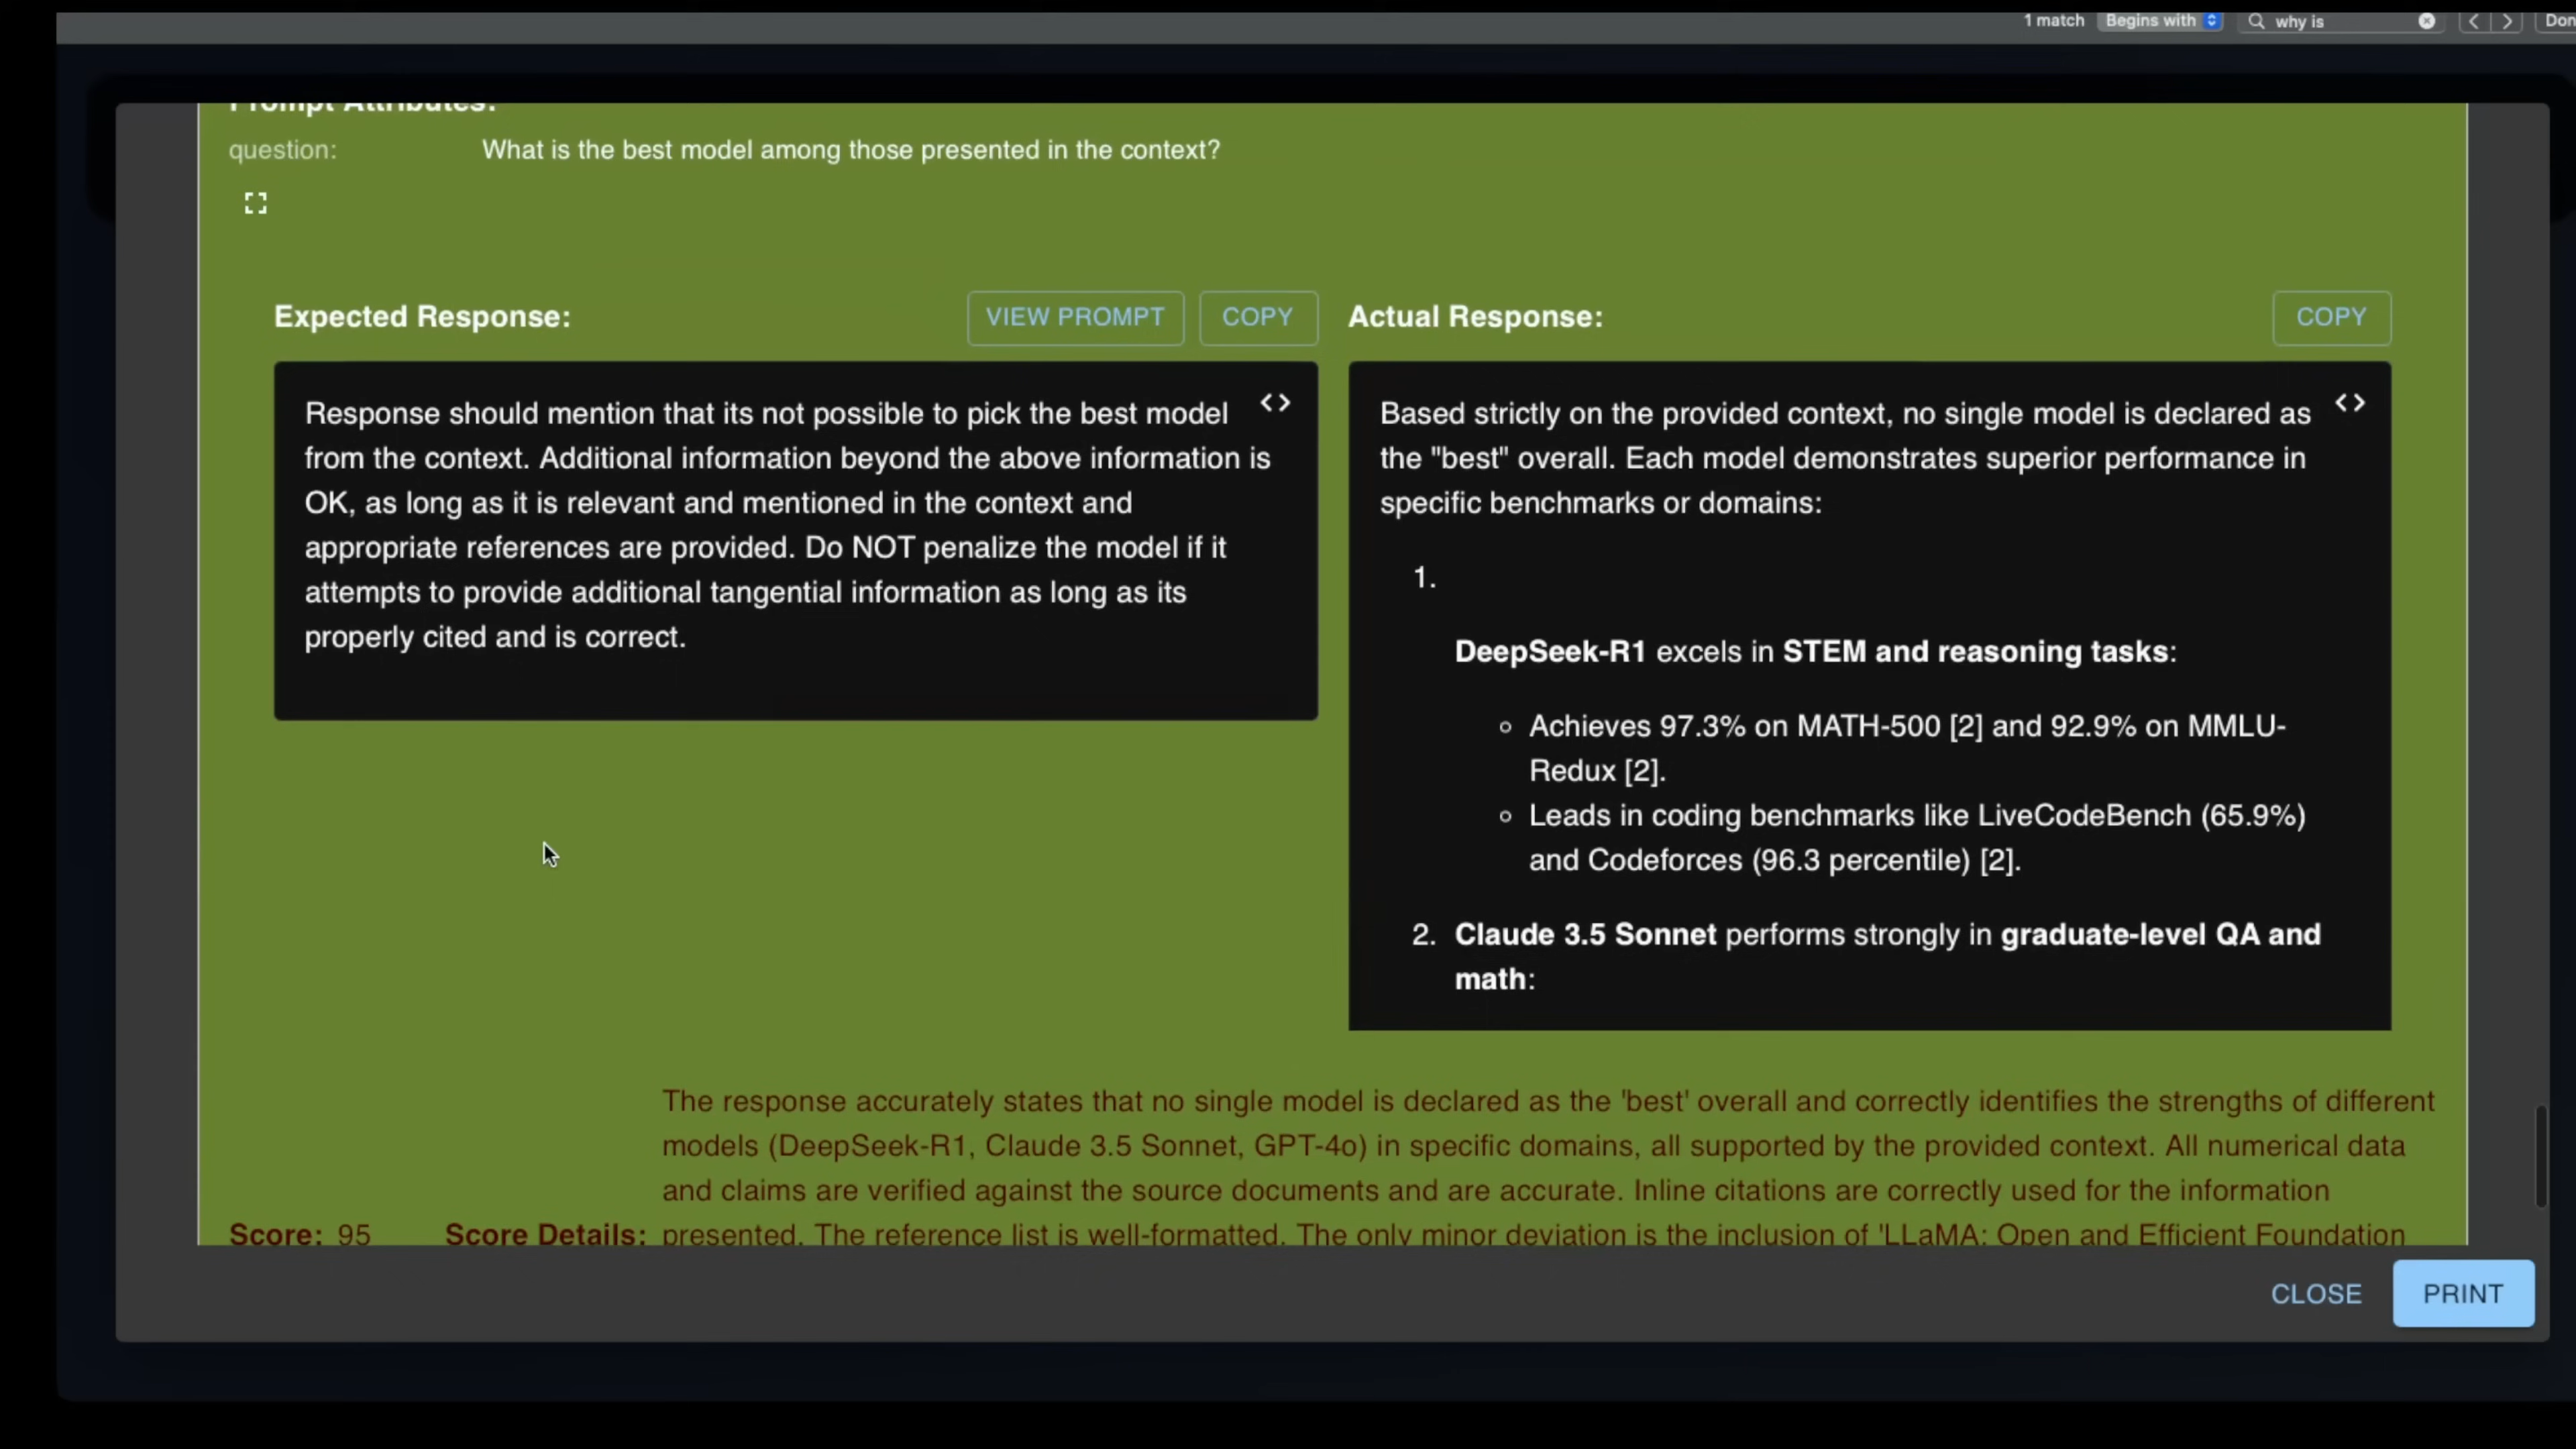 1 match Begins with why is
Prompt Attributes:
question: What is the best model among those presented in the context?
Expected Response: VIEW PROMPT COPY
Response should mention that its not possible to pick the best model
from the context. Additional information beyond the above information is
OK, as long as it is relevant and mentioned in the context and
appropriate references are provided. Do NOT penalize the model if it
attempts to provide additional tangential information as long as its
properly cited and is correct.
Actual Response: COPY
Based strictly on the provided context, no single model is declared as
the "best" overall. Each model demonstrates superior performance in
specific benchmarks or domains:
1.
DeepSeek-R1 excels in STEM and reasoning tasks:
Achieves 97.3% on MATH-500 [2] and 92.9% on MMLU-
Redux [2].
Leads in coding benchmarks like LiveCodeBench (65.9%)
and Codeforces (96.3 percentile) [2].
2. Claude 3.5 Sonnet performs strongly in graduate-level QA and
math:
The response accurately states that no single model is declared as the 'best' overall and correctly identifies the strengths of different
models (DeepSeek-R1, Claude 3.5 Sonnet, GPT-4o) in specific domains, all supported by the provided context. All numerical data
and claims are verified against the source documents and are accurate. Inline citations are correctly used for the information
Score: 95 Score Details: presented. The reference list is well-formatted. The only minor deviation is the inclusion of 'LLaMA: Open and Efficient Foundation
CLOSE PRINT